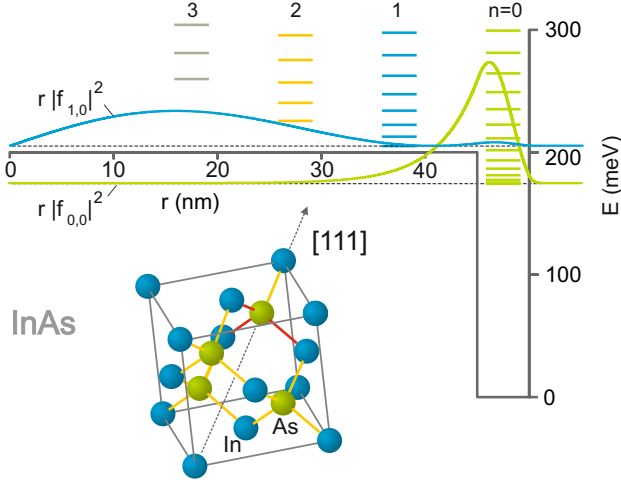 3 2 1 n=0
300
r |f₁,₀|²
200
0 10 20 30 40
r |f₀,₀|²
r (nm)
E (meV)
[111]
100
InAs
0
In As